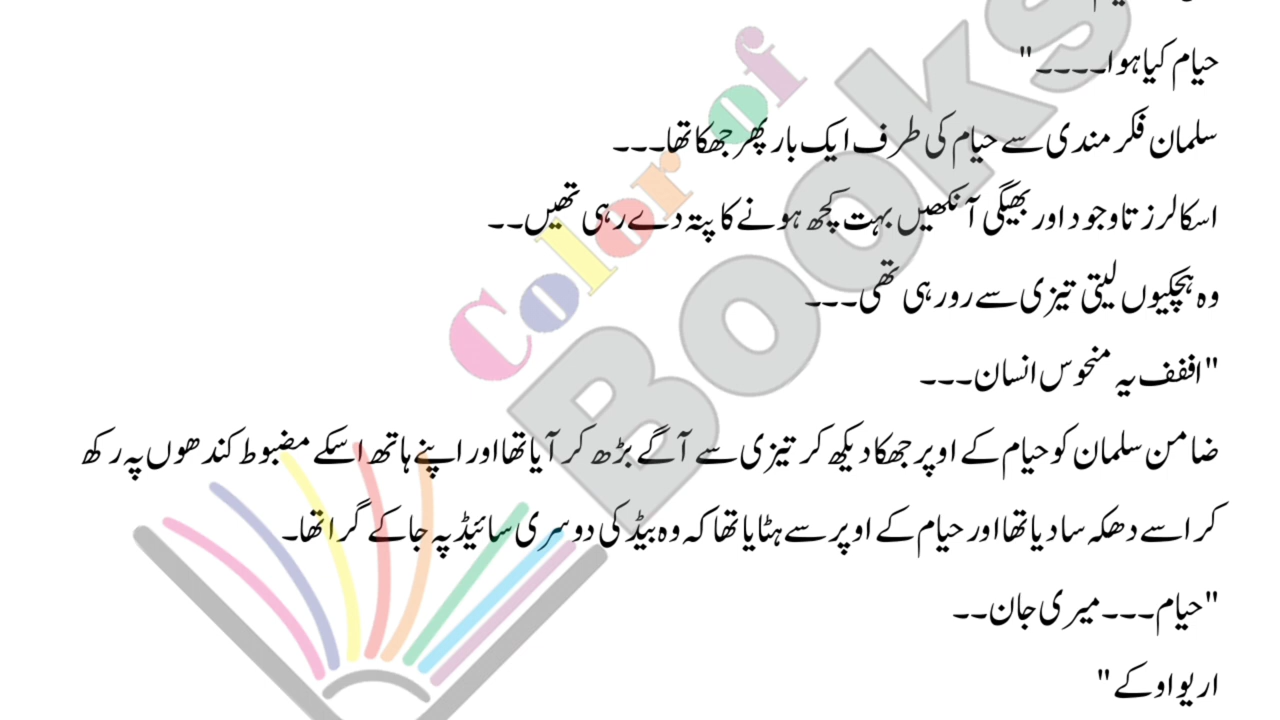 حیام کیا ہوا۔۔۔۔"
سلمان فکر مندی سے حیام کی طرف ایک بار پھر جھکا تھا۔۔۔
اسکا لرزتا وجود اور بھیگی آنکھیں بہت کچھ ہونے کا پتہ دے رہی تھیں۔۔
وہ ہچکیوں لیتی تیزی سے رو رہی تھی۔۔۔
"اففف یہ منحوس انسان۔۔۔
ضامن سلمان کو حیام کے اوپر جھکا دیکھ کر تیزی سے آگے بڑھ کر آیا تھا اور اپنے ہاتھ اسکے مضبوط کندھوں پہ رکھ
کر اسے دھکہ سا دیا تھا اور حیام کے اوپر سے ہٹایا تھا کہ وہ بیڈ کی دوسری سائیڈ پہ جا کے گرا تھا۔
"حیام۔۔۔ میری جان۔۔
اریو اوکے"
Color of Books